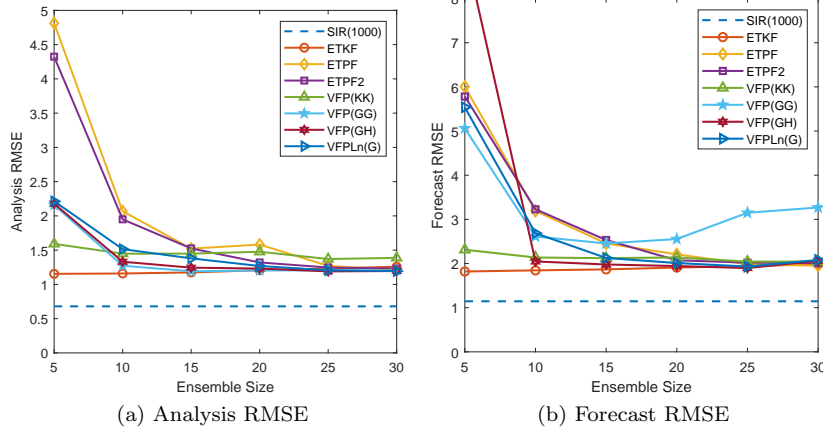 5
4.5
4
3.5
3
2.5
2
1.5
1
0.5
0
Analysis RMSE
5
10
15
20
25
30
Ensemble Size
SIR(1000)
ETKF
ETPF
ETPF2
VFP(KK)
VFP(GG)
VFP(GH)
VFPLn(G)
(a) Analysis RMSE
8
7
6
5
4
3
2
1
0
Forecast RMSE
5
10
15
20
25
30
Ensemble Size
SIR(1000)
ETKF
ETPF
ETPF2
VFP(KK)
VFP(GG)
VFP(GH)
VFPLn(G)
(b) Forecast RMSE